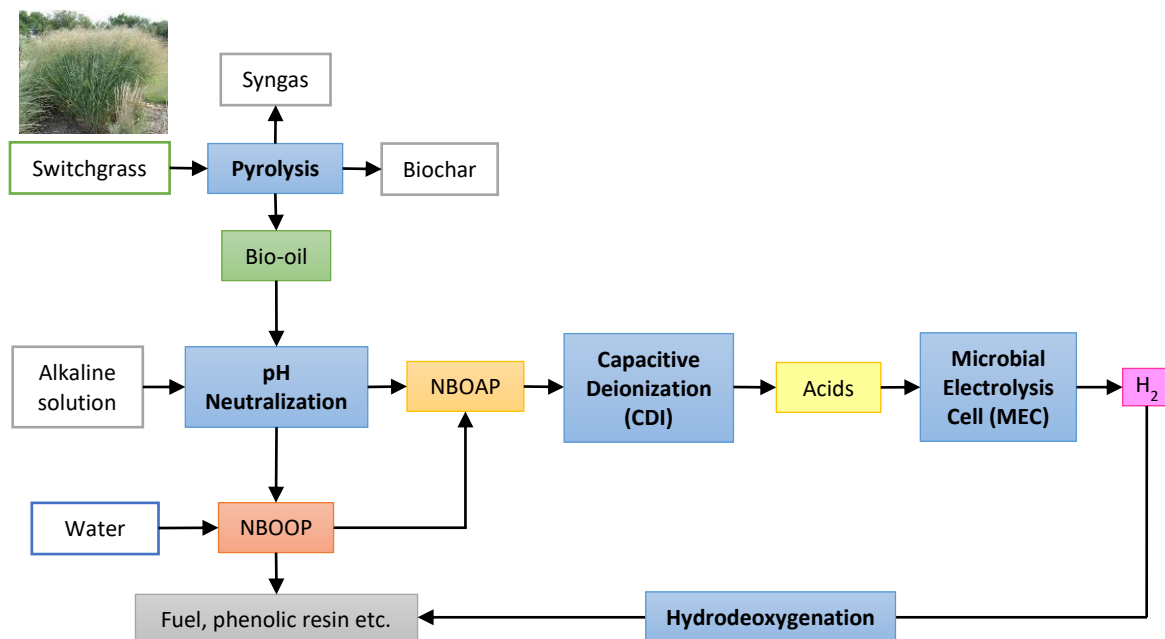 Syngas
Switchgrass
Pyrolysis
Biochar
Bio-oil
Alkaline
solution
pH
Neutralization
NBOAP
Capacitive
Deionization
(CDI)
Acids
Microbial
Electrolysis
Cell (MEC)
H₂
Water
NBOOP
Fuel, phenolic resin etc.
Hydrodeoxygenation